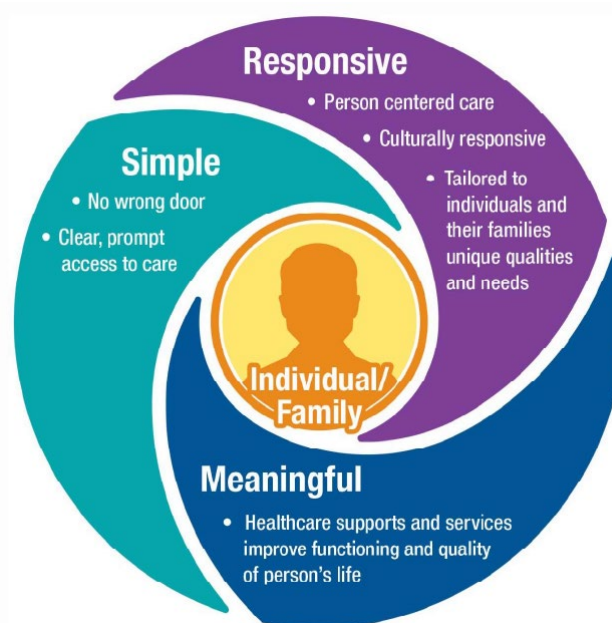 Responsive
• Person centered care
• Culturally responsive
• Tailored to
individuals and
their families
unique qualities
and needs
Simple
• No wrong door
• Clear, prompt
access to care
Individual/
Family
Meaningful
• Healthcare supports and services
improve functioning and quality
of person's life